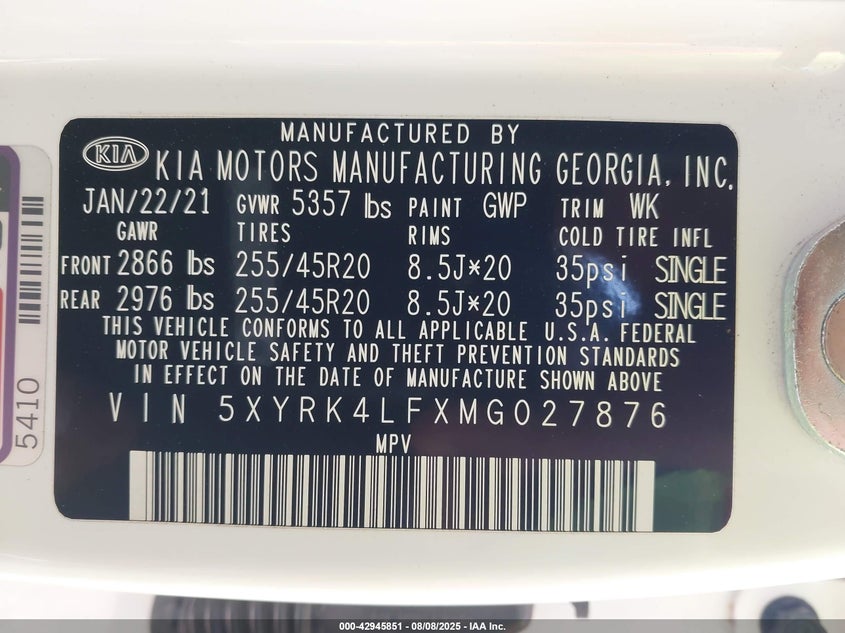 MANUFACTURED BY
KIA KIA MOTORS MANUFACTURING GEORGIA, INC.
JAN/22/21 GVWR 5357 lbs PAINT GWP TRIM WK
GAWR TIRES RIMS COLD TIRE INFL
FRONT 2866 lbs 255/45R20 8.5J*20 35psi SINGLE
REAR 2976 lbs 255/45R20 8.5J*20 35psi SINGLE
THIS VEHICLE CONFORMS TO ALL APPLICABLE U.S.A. FEDERAL
MOTOR VEHICLE SAFETY AND THEFT PREVENTION STANDARDS
IN EFFECT ON THE DATE OF MANUFACTURE SHOWN ABOVE
VIN 5XYRK4LFXMG027876
MPV
5410
000-42945851 | 08/08/2025 - IAA Inc.